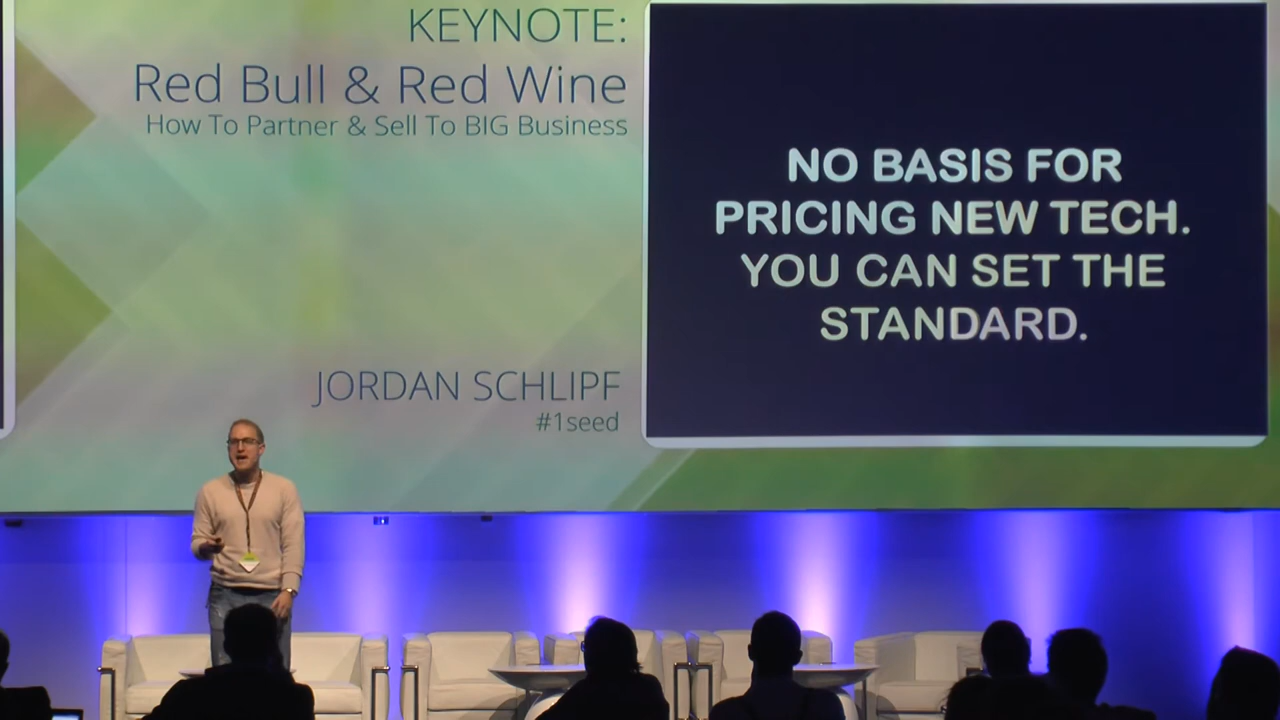 KEYNOTE:
Red Bull & Red Wine
How To Partner & Sell To BIG Business
JORDAN SCHLIPF
#1seed
NO BASIS FOR
PRICING NEW TECH.
YOU CAN SET THE
STANDARD.